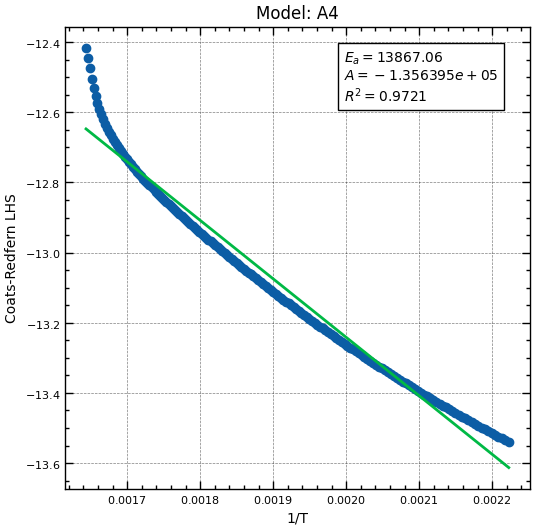 Model: A4
E_a = 13867.06
A = −1.356395e + 05
R² = 0.9721
Coats-Redfern LHS
−12.4
−12.6
−12.8
−13.0
−13.2
−13.4
−13.6
0.0017 0.0018 0.0019 0.0020 0.0021 0.0022
1/T